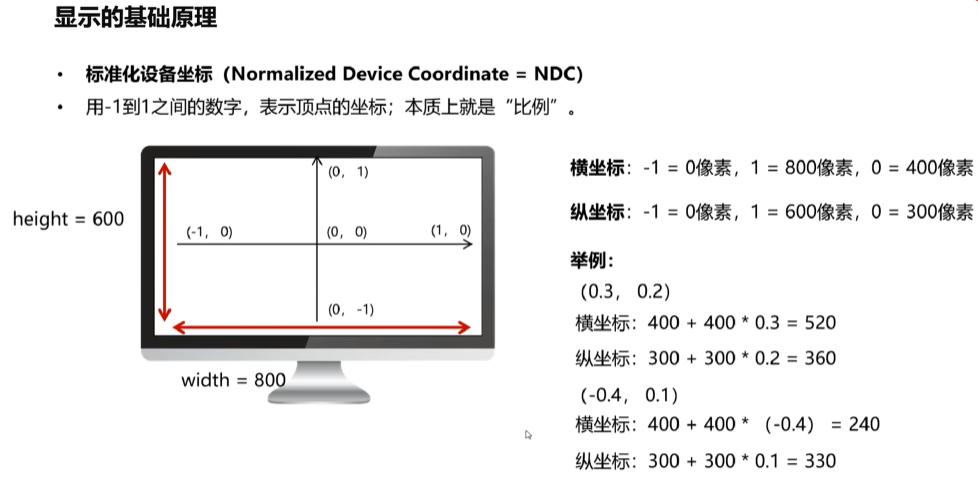 显示的基础原理
• 标准化设备坐标（Normalized Device Coordinate = NDC）
• 用-1到1之间的数字，表示顶点的坐标；本质上就是“比例”。
height = 600
(0, 1)
(-1, 0)
(0, 0)
(1, 0)
(0, -1)
width = 800
横坐标：-1 = 0像素，1 = 800像素，0 = 400像素
纵坐标：-1 = 0像素，1 = 600像素，0 = 300像素
举例：
（0.3， 0.2）
横坐标：400 + 400 * 0.3 = 520
纵坐标：300 + 300 * 0.2 = 360
（-0.4， 0.1）
横坐标：400 + 400 * （-0.4） = 240
纵坐标：300 + 300 * 0.1 = 330